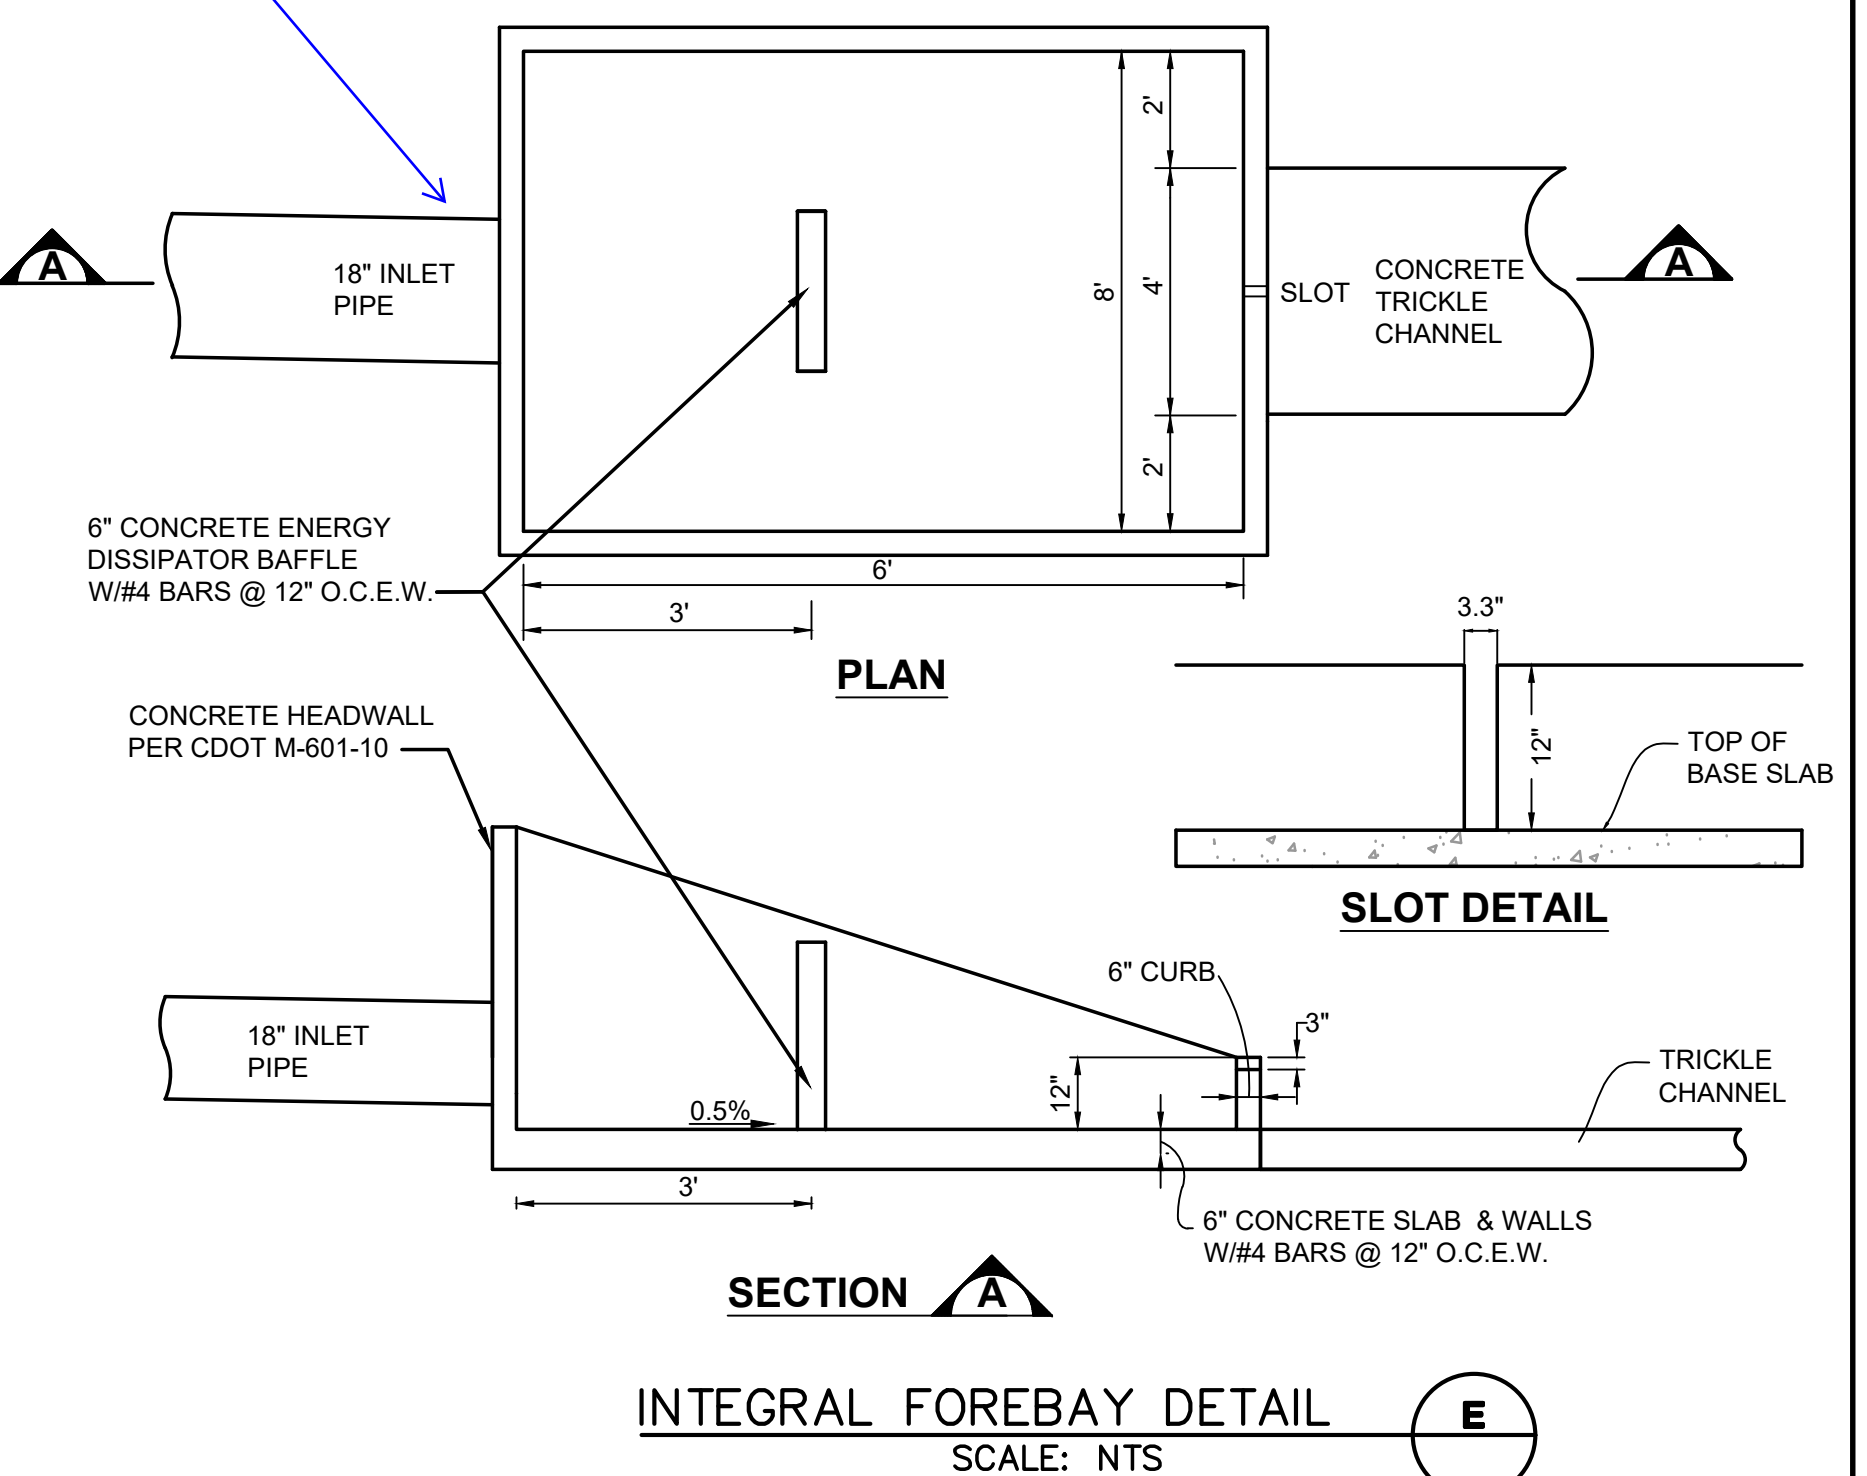 2'
A
18" INLET
PIPE
8'
4'
SLOT
CONCRETE
TRICKLE
CHANNEL
A
2'
6" CONCRETE ENERGY
DISSIPATOR BAFFLE
W/#4 BARS @ 12" O.C.E.W.
6'
3'
PLAN
3.3"
12"
TOP OF
BASE SLAB
SLOT DETAIL
CONCRETE HEADWALL
PER CDOT M-601-10
6" CURB
3"
18" INLET
PIPE
12"
0.5%
TRICKLE
CHANNEL
3'
6" CONCRETE SLAB & WALLS
W/#4 BARS @ 12" O.C.E.W.
SECTION A
INTEGRAL FOREBAY DETAIL
E
SCALE: NTS